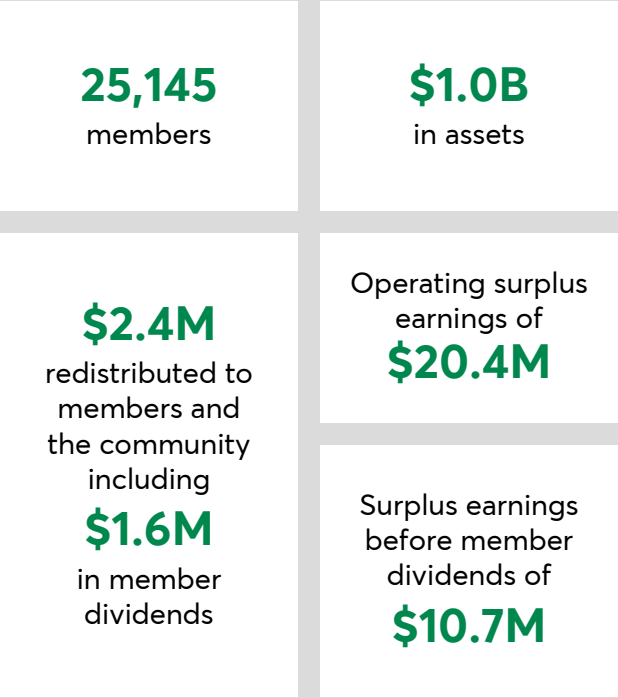 25,145
members
$1.0B
in assets
$2.4M
redistributed to
members and
the community
including
$1.6M
in member
dividends
Operating surplus
earnings of
$20.4M
Surplus earnings
before member
dividends of
$10.7M